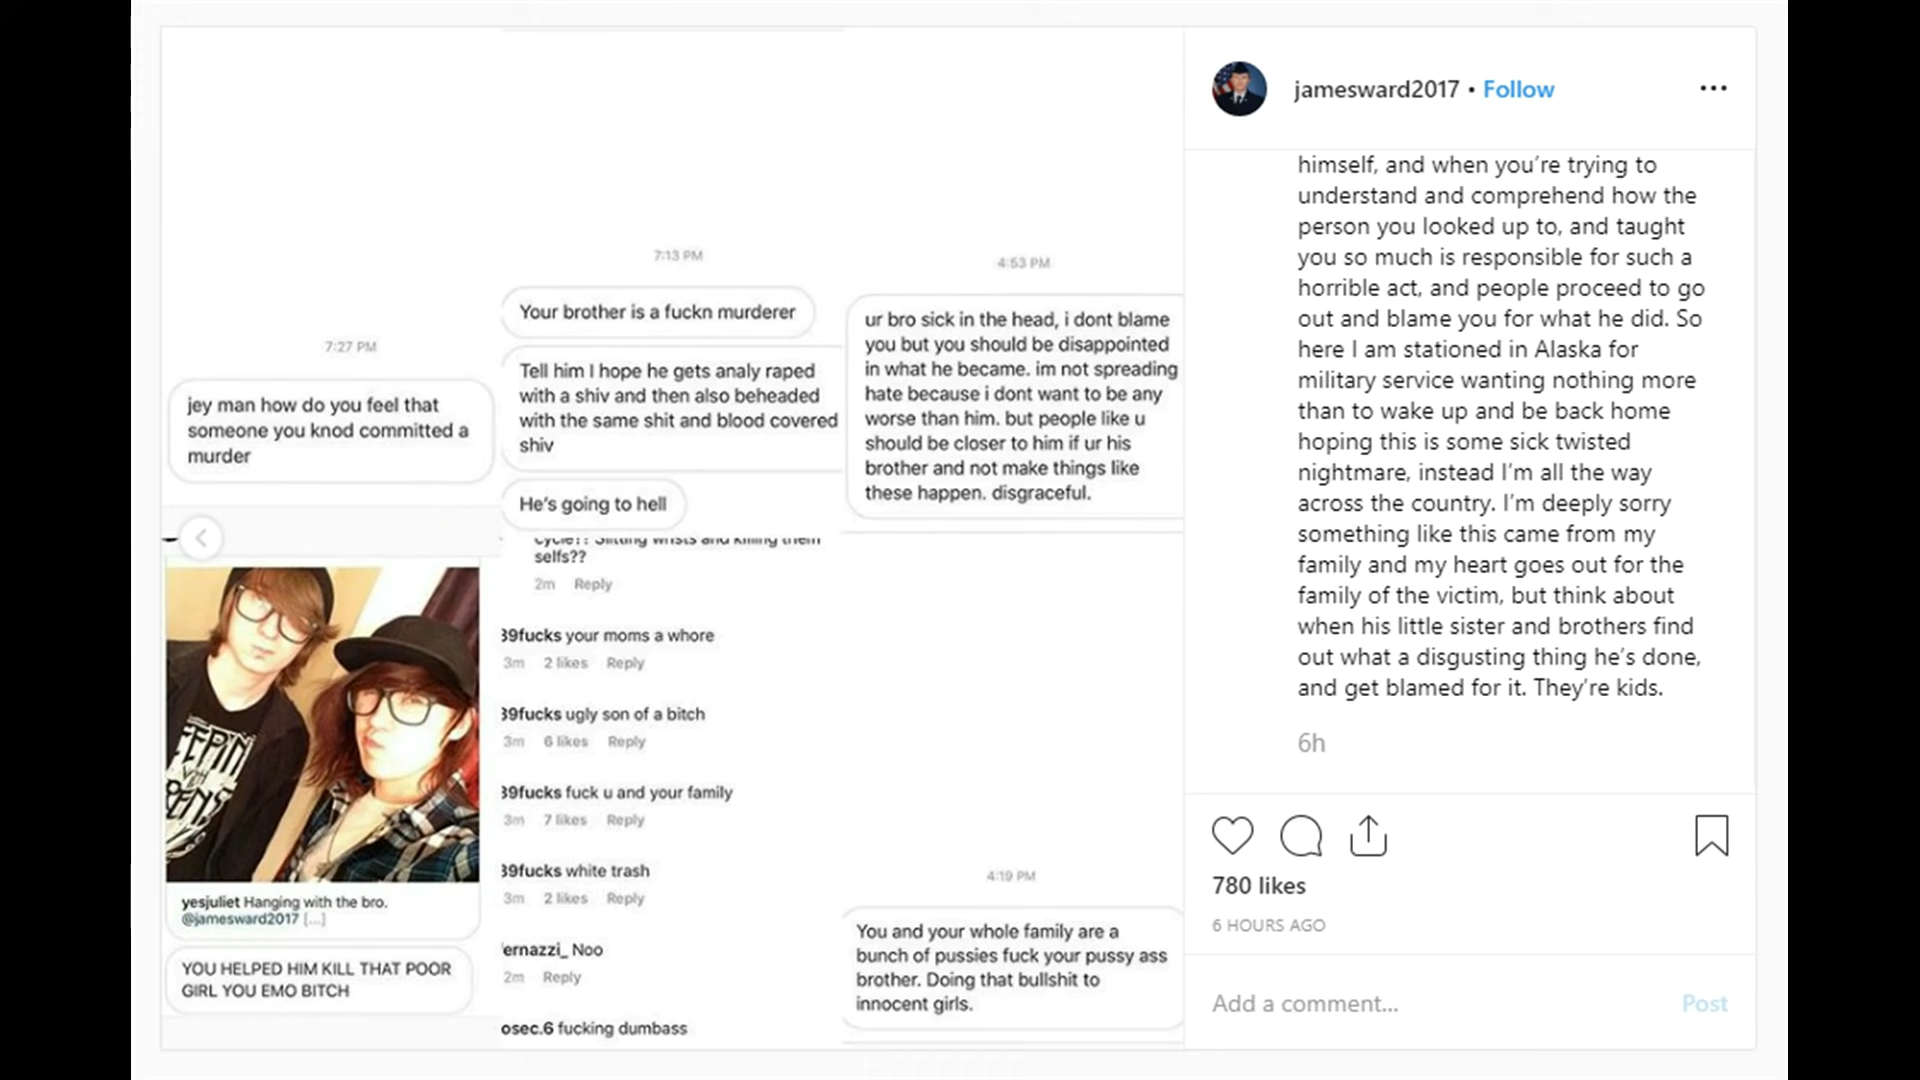 7:27 PM
jey man how do you feel that
someone you knod committed a
murder
yesjuliet Hanging with the bro.
@jamesward2017 [...]
YOU HELPED HIM KILL THAT POOR
GIRL YOU EMO BITCH
7:13 PM
Your brother is a fuckn murderer
Tell him I hope he gets analy raped
with a shiv and then also beheaded
with the same shit and blood covered
shiv
He's going to hell
selfs??
2m Reply
39fucks your moms a whore
3m 2 likes Reply
39fucks ugly son of a bitch
3m 6 likes Reply
39fucks fuck u and your family
3m 7 likes Reply
39fucks white trash
3m 2 likes Reply
ernazzi_ Noo
2m Reply
osec.6 fucking dumbass
4:53 PM
ur bro sick in the head, i dont blame
you but you should be disappointed
in what he became. im not spreading
hate because i dont want to be any
worse than him. but people like u
should be closer to him if ur his
brother and not make things like
these happen. disgraceful.
4:19 PM
You and your whole family are a
bunch of pussies fuck your pussy ass
brother. Doing that bullshit to
innocent girls.
jamesward2017 • Follow
himself, and when you're trying to
understand and comprehend how the
person you looked up to, and taught
you so much is responsible for such a
horrible act, and people proceed to go
out and blame you for what he did. So
here I am stationed in Alaska for
military service wanting nothing more
than to wake up and be back home
hoping this is some sick twisted
nightmare, instead I'm all the way
across the country. I'm deeply sorry
something like this came from my
family and my heart goes out for the
family of the victim, but think about
when his little sister and brothers find
out what a disgusting thing he's done,
and get blamed for it. They're kids.
6h
780 likes
6 HOURS AGO
Add a comment...
Post